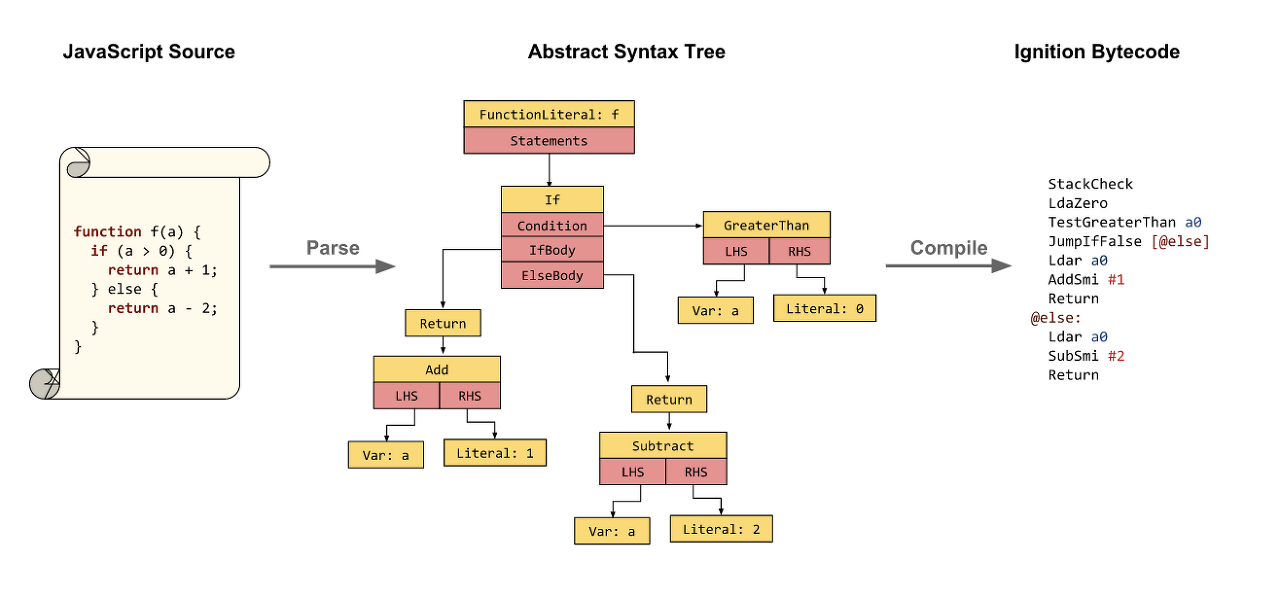 JavaScript Source
function f(a) {
if (a > 0) {
return a + 1;
} else {
return a - 2;
}
}
Parse
Abstract Syntax Tree
FunctionLiteral: f
Statements
If
Condition
IfBody
ElseBody
GreaterThan
LHS RHS
Var: a
Literal: 0
Return
Add
LHS RHS
Var: a
Literal: 1
Return
Subtract
LHS RHS
Var: a
Literal: 2
Compile
Ignition Bytecode
StackCheck
LdaZero
TestGreaterThan a0
JumpIfFalse [@else]
Ldar a0
AddSmi #1
Return
@else:
Ldar a0
SubSmi #2
Return